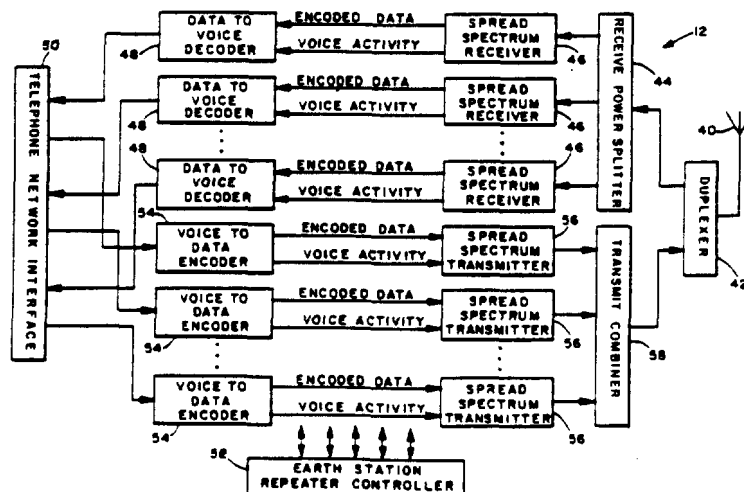 50
TELEPHONE NETWORK INTERFACE
DATA TO
VOICE
DECODER
48
ENCODED DATA
VOICE ACTIVITY
SPREAD
SPECTRUM
RECEIVER
46
DATA TO
VOICE
DECODER
48
ENCODED DATA
VOICE ACTIVITY
SPREAD
SPECTRUM
RECEIVER
46
DATA TO
VOICE
DECODER
48
ENCODED DATA
VOICE ACTIVITY
SPREAD
SPECTRUM
RECEIVER
46
RECEIVE POWER SPLITTER
44
12
40
DUPLEXER
42
VOICE TO
DATA
ENCODER
54
ENCODED DATA
VOICE ACTIVITY
SPREAD
SPECTRUM
TRANSMITTER
56
VOICE TO
DATA
ENCODER
54
ENCODED DATA
VOICE ACTIVITY
SPREAD
SPECTRUM
TRANSMITTER
56
VOICE TO
DATA
ENCODER
54
ENCODED DATA
VOICE ACTIVITY
SPREAD
SPECTRUM
TRANSMITTER
56
TRANSMIT COMBINER
58
52
EARTH STATION
REPEATER CONTROLLER